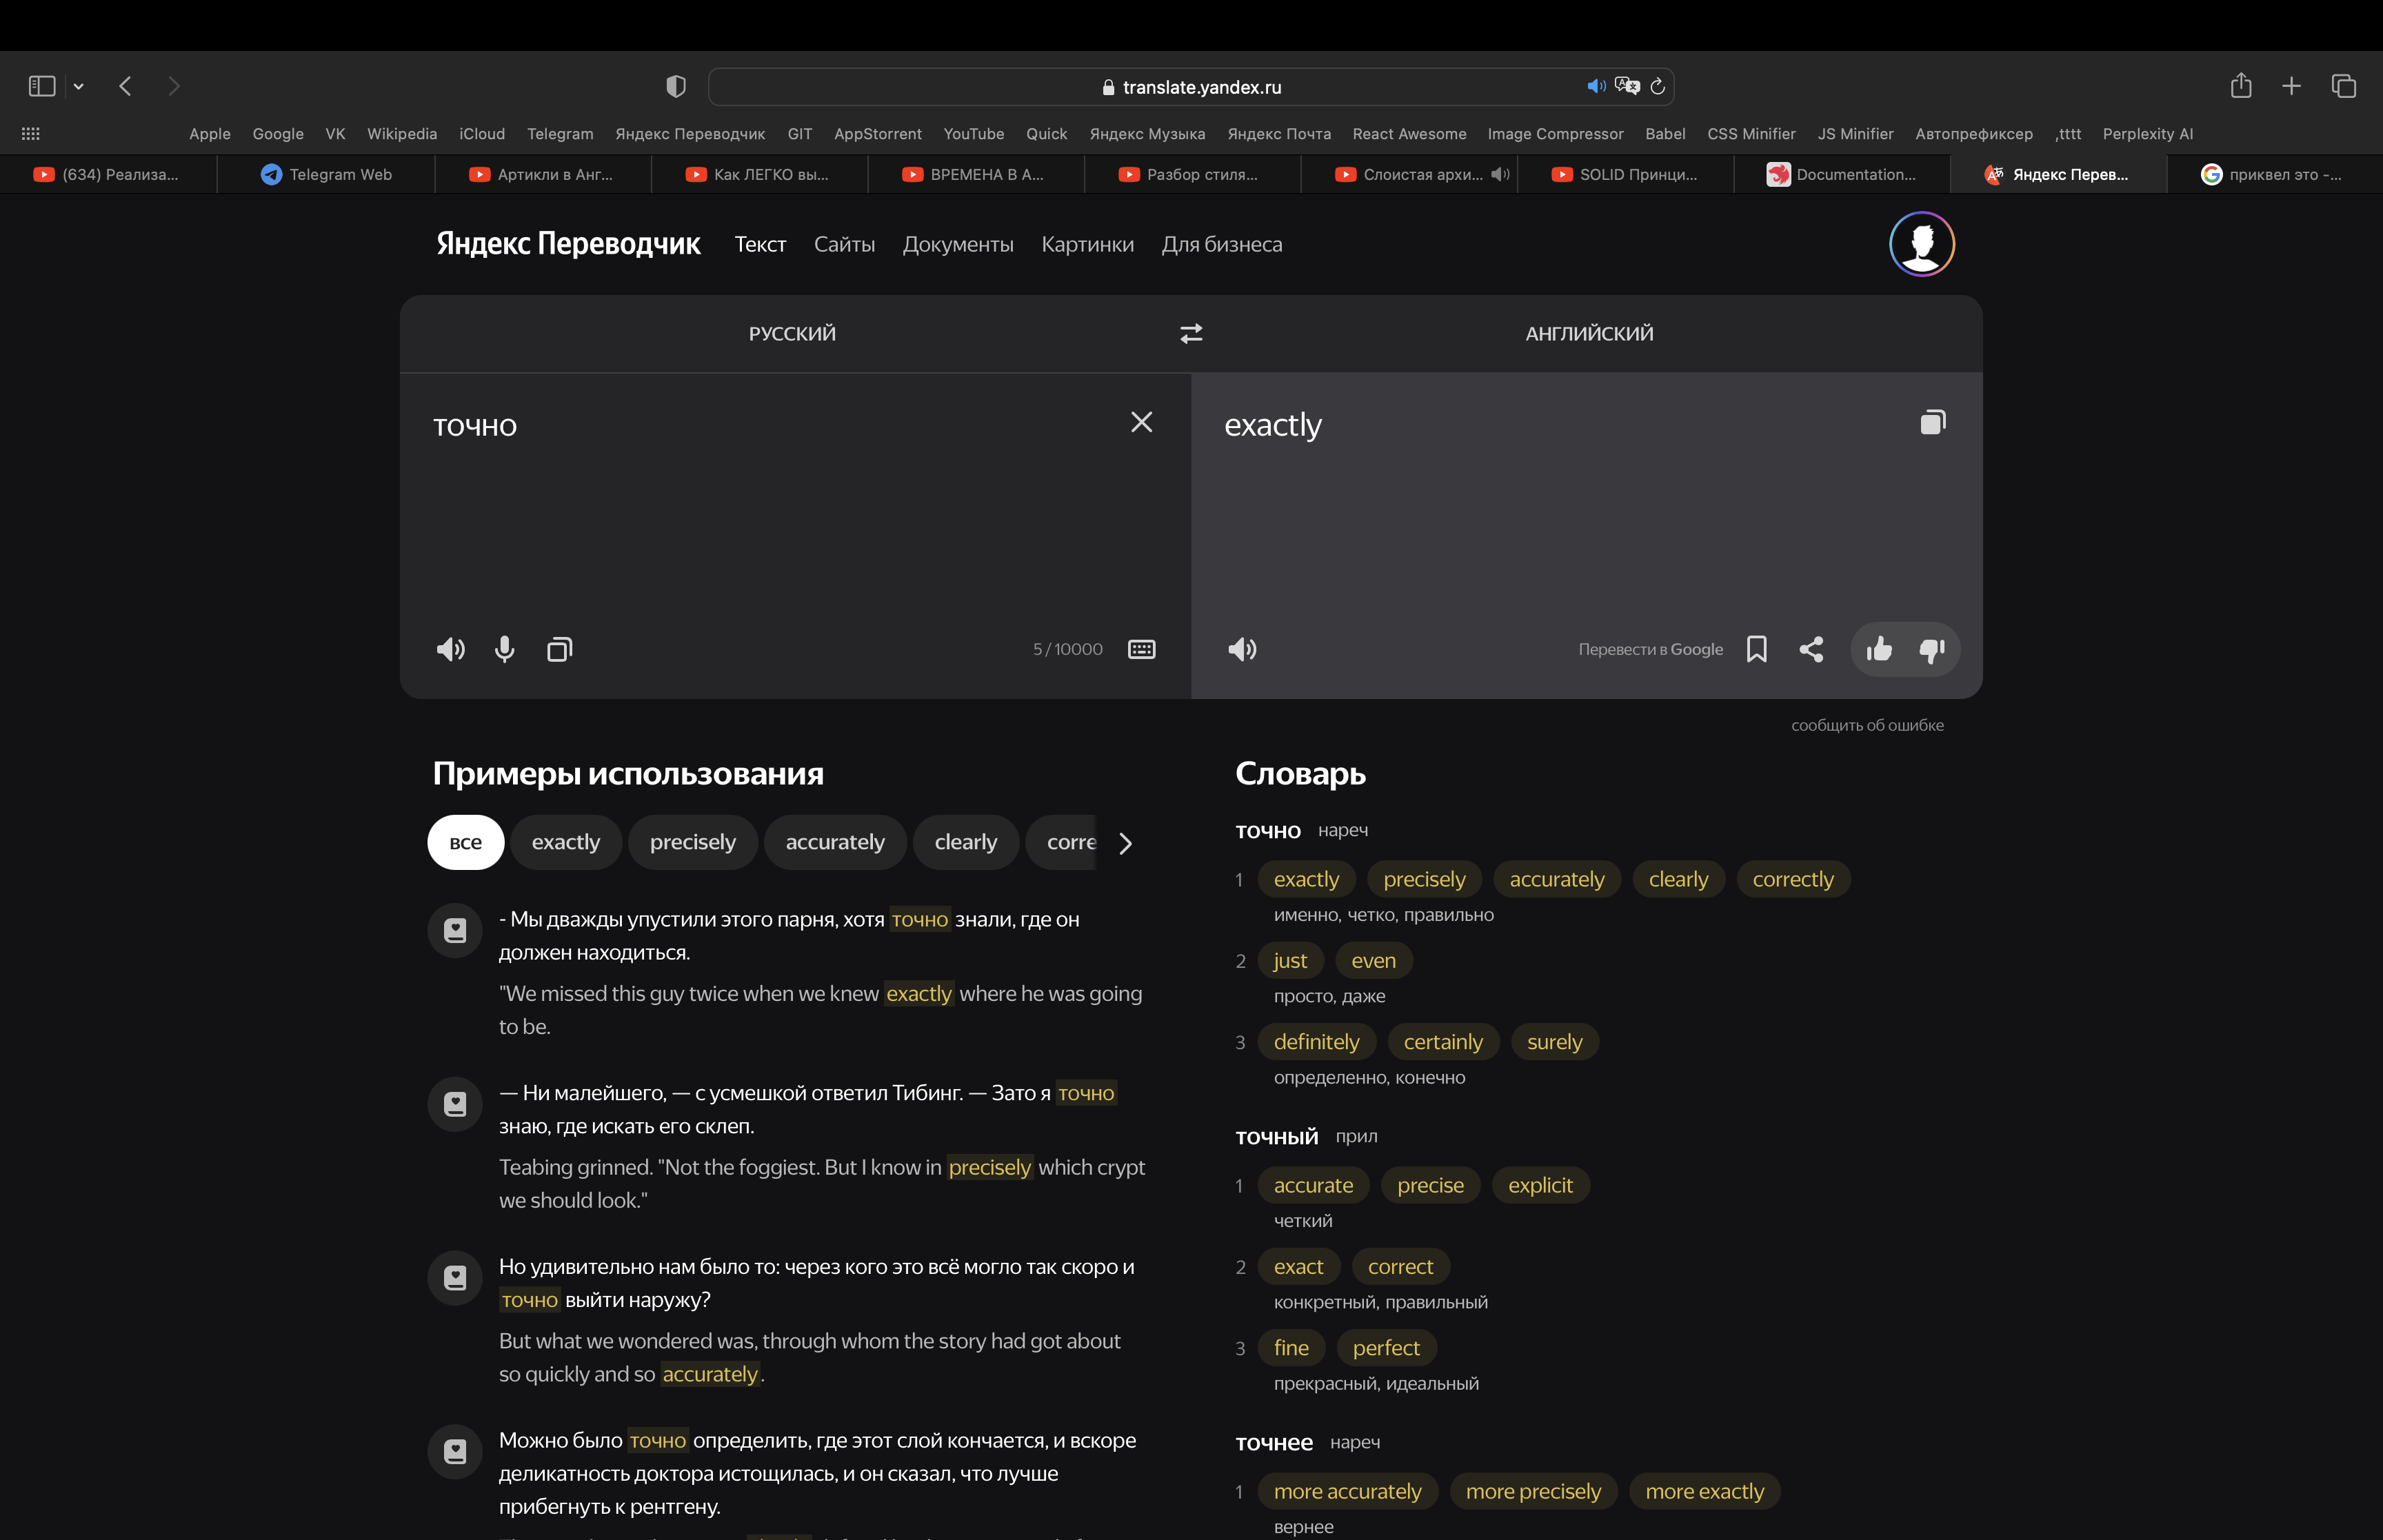 translate.yandex.ru
Apple Google VK Wikipedia iCloud Telegram Яндекс Переводчик GIT AppStorrent YouTube Quick Яндекс Музыка Яндекс Почта React Awesome Image Compressor Babel CSS Minifier JS Minifier Автопрефиксер ,tttt Perplexity AI
(634) Реализа... Telegram Web Артикли в Анг... Как ЛЕГКО вы... ВРЕМЕНА В А... Разбор стиля... Слоистая архи... SOLID Принци... Documentation... Яндекс Перев... приквел это -...
Яндекс Переводчик Текст Сайты Документы Картинки Для бизнеса
РУССКИЙ АНГЛИЙСКИЙ
точно exactly
5 / 10000 Перевести в Google
сообщить об ошибке
Примеры использования
все exactly precisely accurately clearly corre
- Мы дважды упустили этого парня, хотя точно знали, где он
должен находиться.
"We missed this guy twice when we knew exactly where he was going
to be.
— Ни малейшего, — с усмешкой ответил Тибинг. — Зато я точно
знаю, где искать его склеп.
Teabing grinned. "Not the foggiest. But I know in precisely which crypt
we should look."
Но удивительно нам было то: через кого это всё могло так скоро и
точно выйти наружу?
But what we wondered was, through whom the story had got about
so quickly and so accurately.
Можно было точно определить, где этот слой кончается, и вскоре
деликатность доктора истощилась, и он сказал, что лучше
прибегнуть к рентгену.
Словарь
точно нареч
1 exactly precisely accurately clearly correctly
именно, четко, правильно
2 just even
просто, даже
3 definitely certainly surely
определенно, конечно
точный прил
1 accurate precise explicit
четкий
2 exact correct
конкретный, правильный
3 fine perfect
прекрасный, идеальный
точнее нареч
1 more accurately more precisely more exactly
вернее